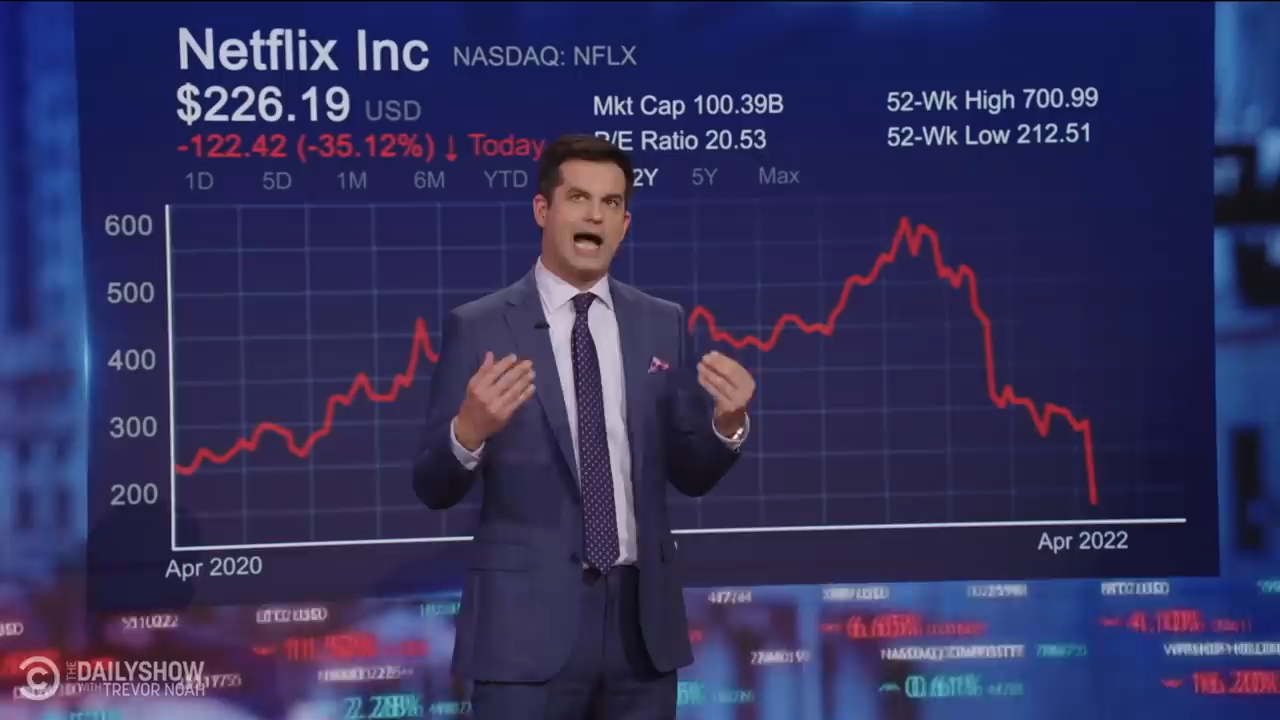 Netflix Inc NASDAQ: NFLX
$226.19 USD
-122.42 (-35.12%) ↓ Today
Mkt Cap 100.39B
52-Wk High 700.99
P/E Ratio 20.53
52-Wk Low 212.51
1D 5D 1M 6M YTD 2Y 5Y Max
600
500
400
300
200
Apr 2020
Apr 2022
THE DAILYSHOW
WITH TREVOR NOAH